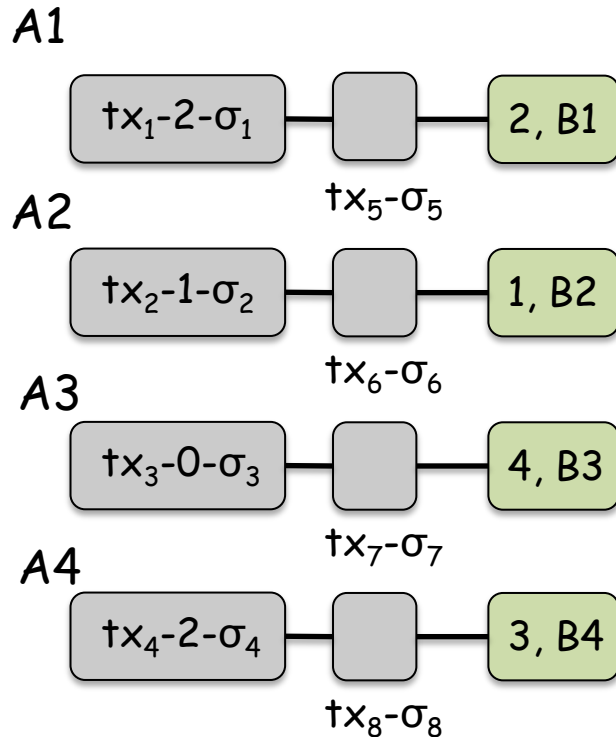 A1
tx₁-2-σ₁
2, B1
tx₅-σ₅
A2
tx₂-1-σ₂
1, B2
tx₆-σ₆
A3
tx₃-0-σ₃
4, B3
tx₇-σ₇
A4
tx₄-2-σ₄
3, B4
tx₈-σ₈